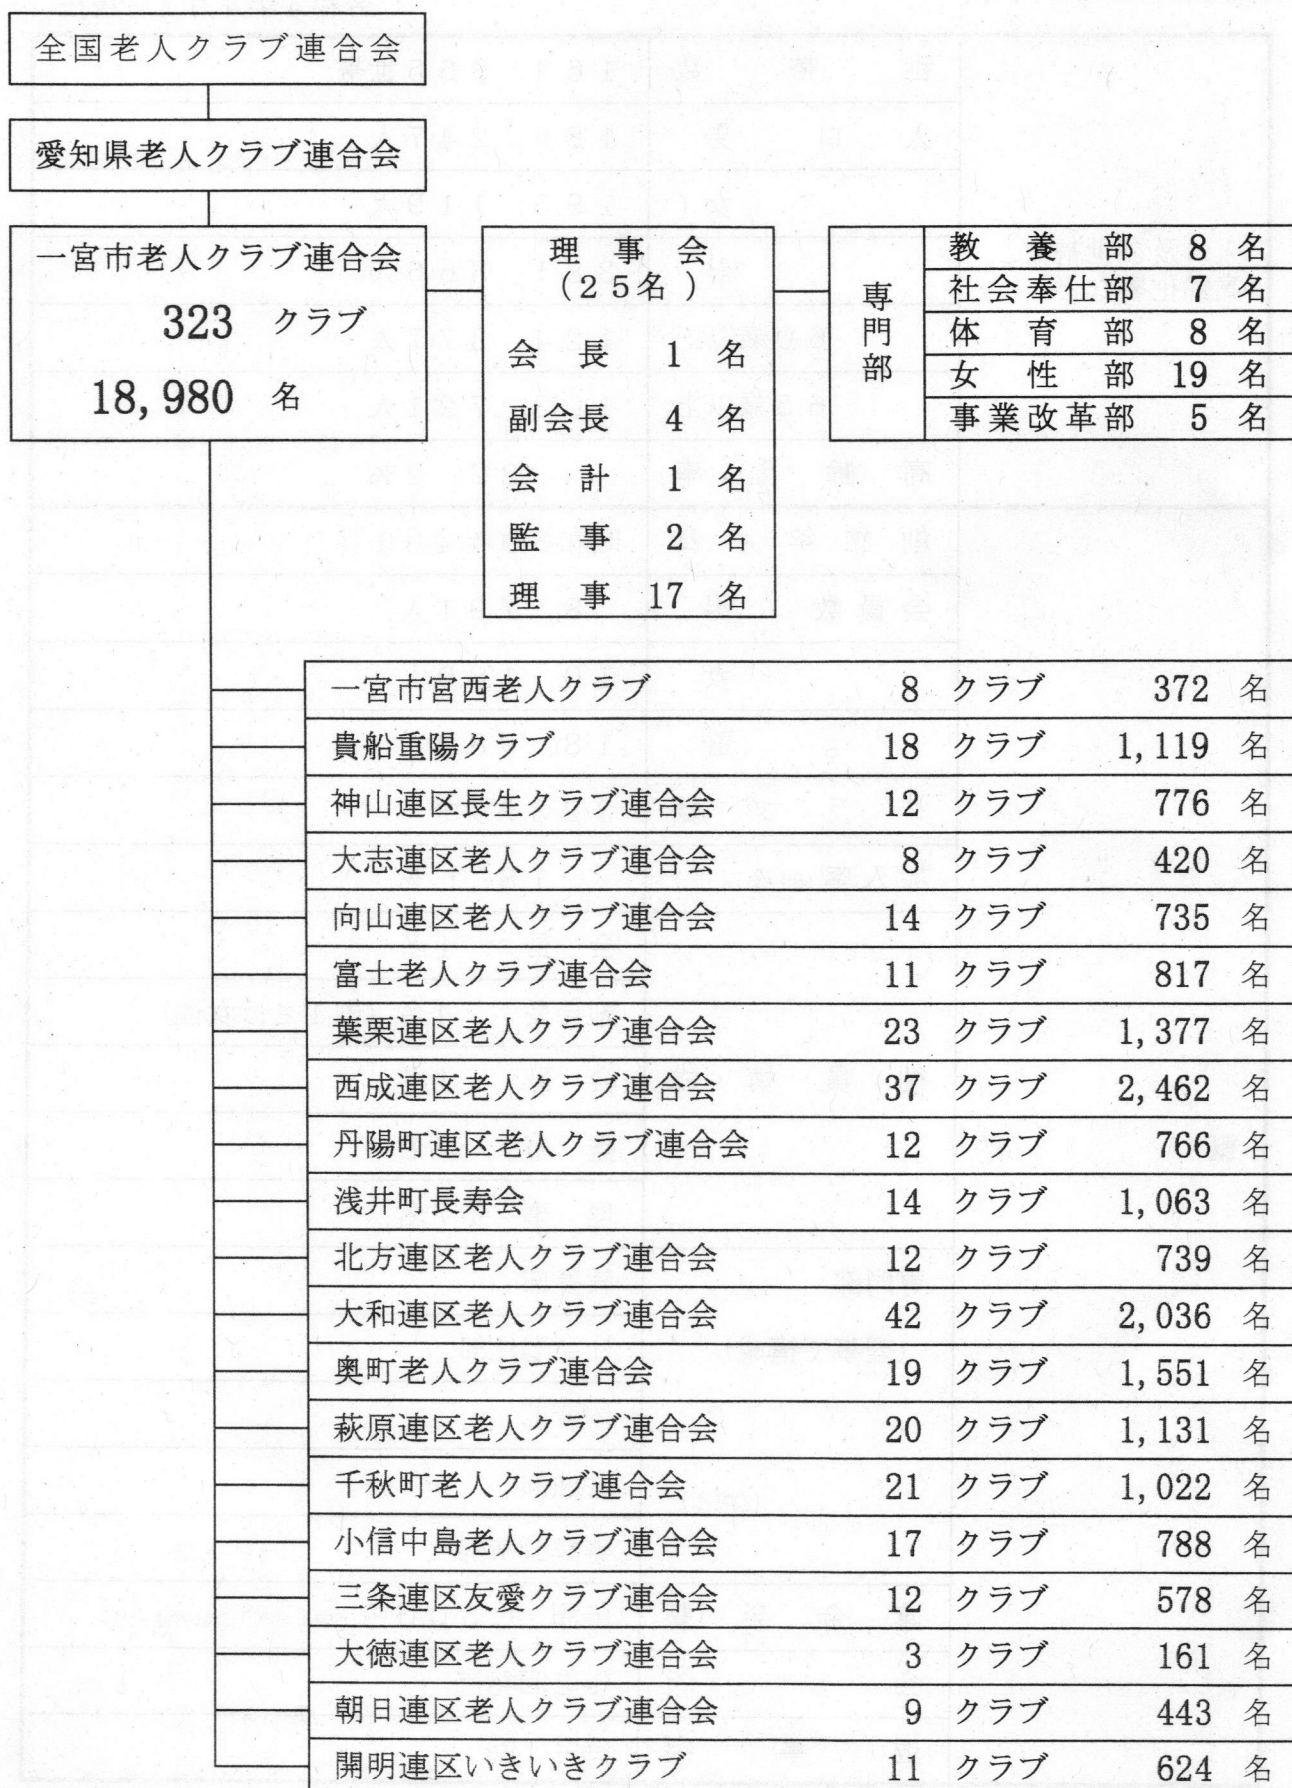 全国老人クラブ連合会
愛知県老人クラブ連合会
一宮市老人クラブ連合会
323 クラブ
18,980 名
理事会
(25名)
会長 1 名
副会長 4 名
会計 1 名
監事 2 名
理事 17 名
専門部
教養部 8 名
社会奉仕部 7 名
体育部 8 名
女性部 19 名
事業改革部 5 名
一宮市宮西老人クラブ 8 クラブ 372 名
貴船重陽クラブ 18 クラブ 1,119 名
神山連区長生クラブ連合会 12 クラブ 776 名
大志連区老人クラブ連合会 8 クラブ 420 名
向山連区老人クラブ連合会 14 クラブ 735 名
富士老人クラブ連合会 11 クラブ 817 名
葉栗連区老人クラブ連合会 23 クラブ 1,377 名
西成連区老人クラブ連合会 37 クラブ 2,462 名
丹陽町連区老人クラブ連合会 12 クラブ 766 名
浅井町長寿会 14 クラブ 1,063 名
北方連区老人クラブ連合会 12 クラブ 739 名
大和連区老人クラブ連合会 42 クラブ 2,036 名
奥町老人クラブ連合会 19 クラブ 1,551 名
萩原連区老人クラブ連合会 20 クラブ 1,131 名
千秋町老人クラブ連合会 21 クラブ 1,022 名
小信中島老人クラブ連合会 17 クラブ 788 名
三条連区友愛クラブ連合会 12 クラブ 578 名
大徳連区老人クラブ連合会 3 クラブ 161 名
朝日連区老人クラブ連合会 9 クラブ 443 名
開明連区いきいきクラブ 11 クラブ 624 名